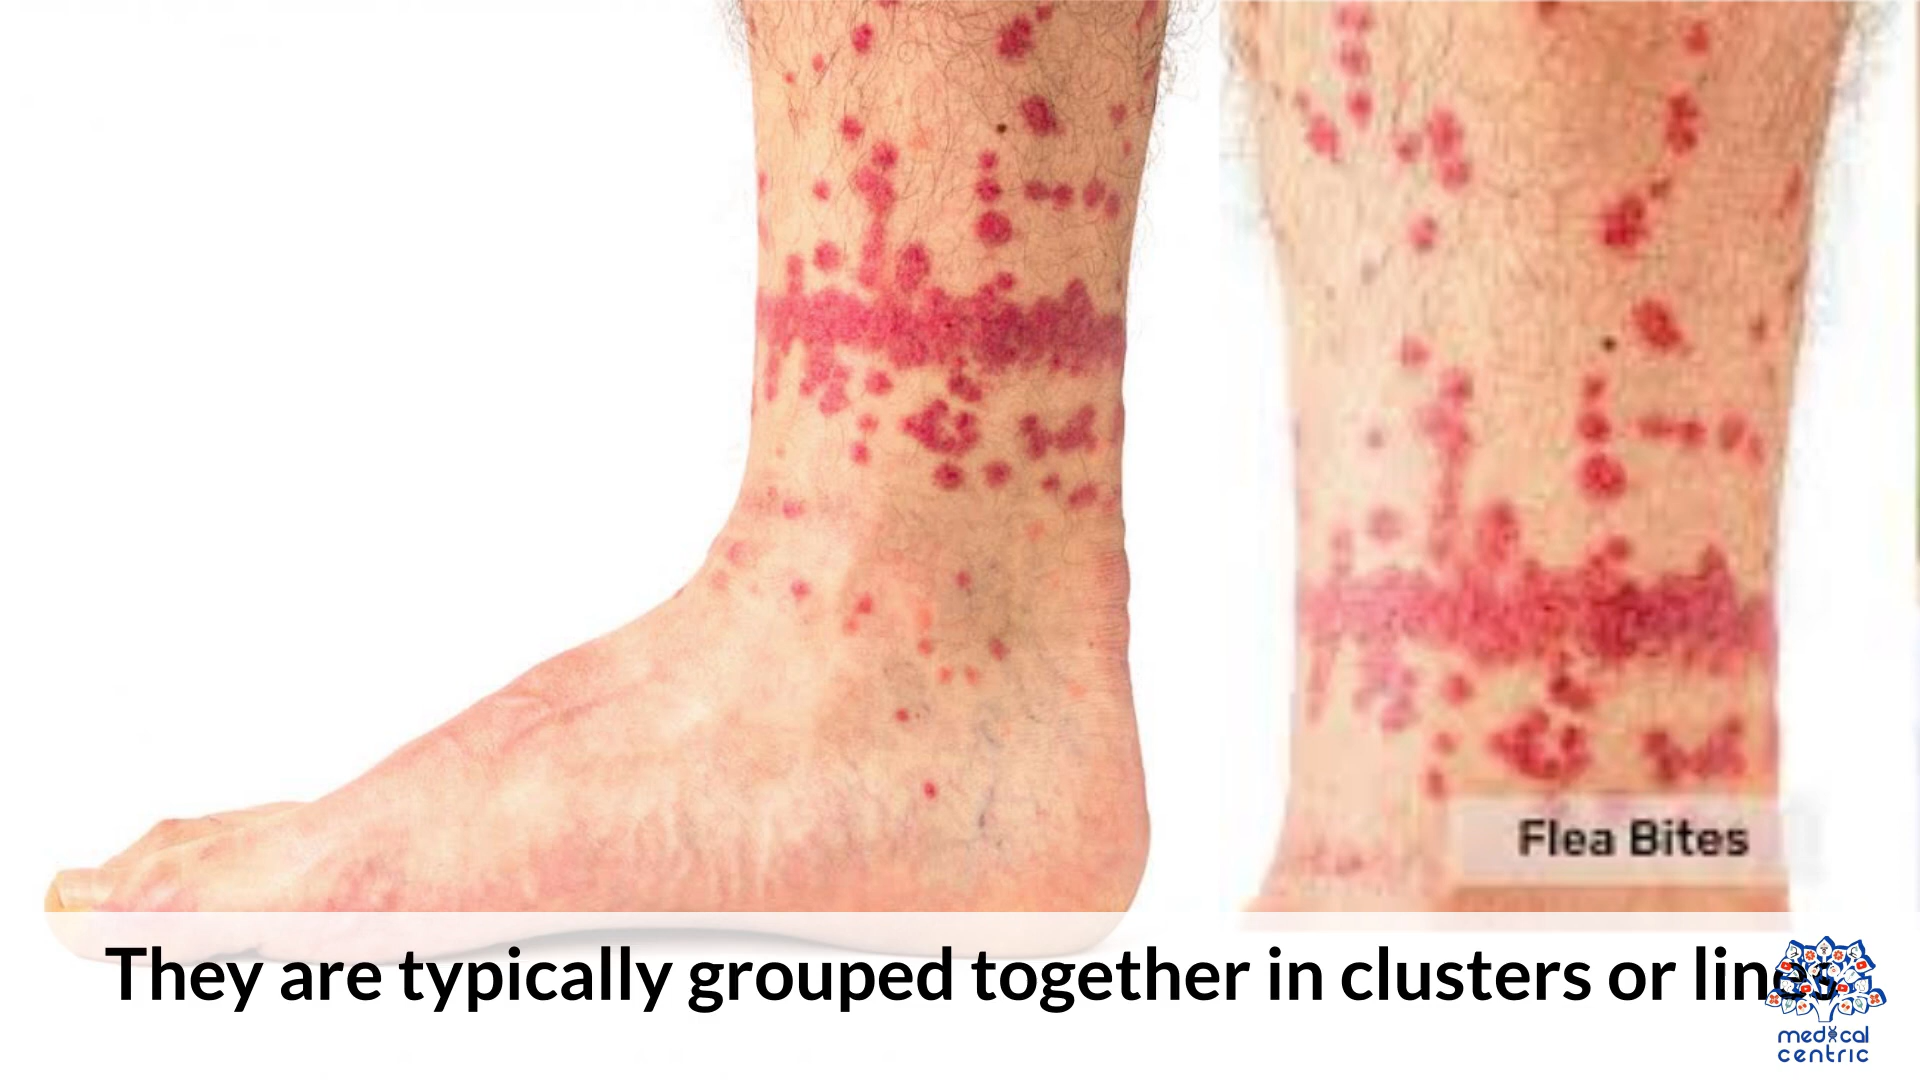 Flea Bites
They are typically grouped together in clusters or lines
medical
centric